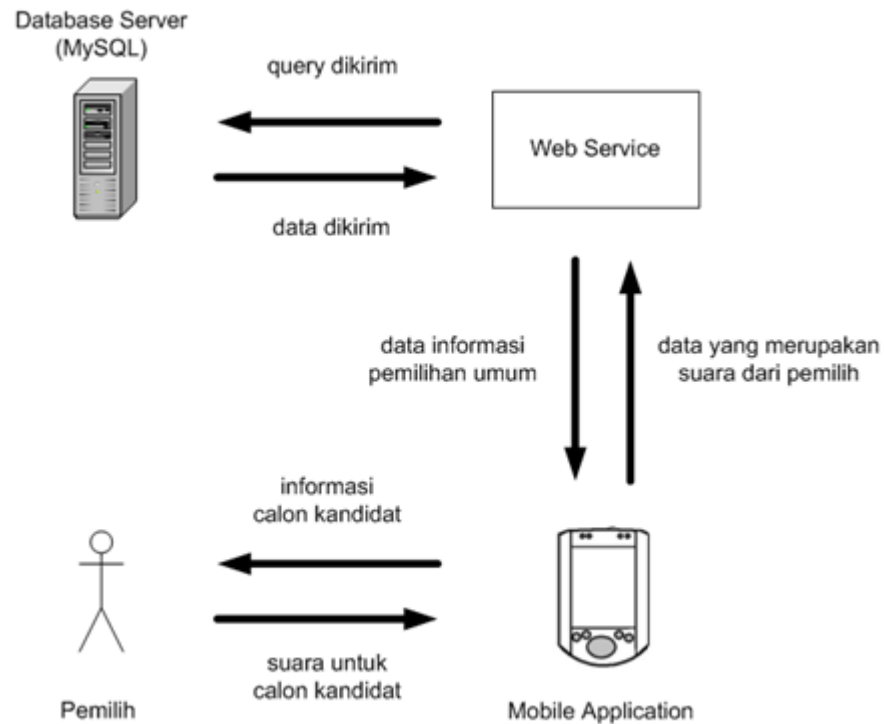 Database Server
(MySQL)
query dikirim
Web Service
data dikirim
data informasi
pemilihan umum
data yang merupakan
suara dari pemilih
informasi
calon kandidat
suara untuk
calon kandidat
Pemilih
Mobile Application